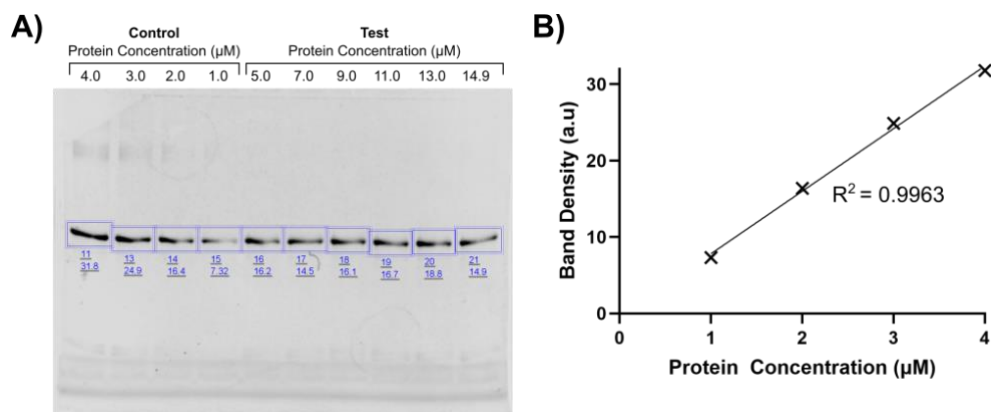 A)
Control
Protein Concentration (µM)
4.0 3.0 2.0 1.0
Test
Protein Concentration (µM)
5.0 7.0 9.0 11.0 13.0 14.9
11 13 14 15 16 17 18 19 20 21
31.8 24.9 16.4 7.32 16.2 14.5 16.1 16.7 18.8 14.9
B)
Band Density (a.u)
30
20
10
0
R² = 0.9963
0 1 2 3 4
Protein Concentration (µM)